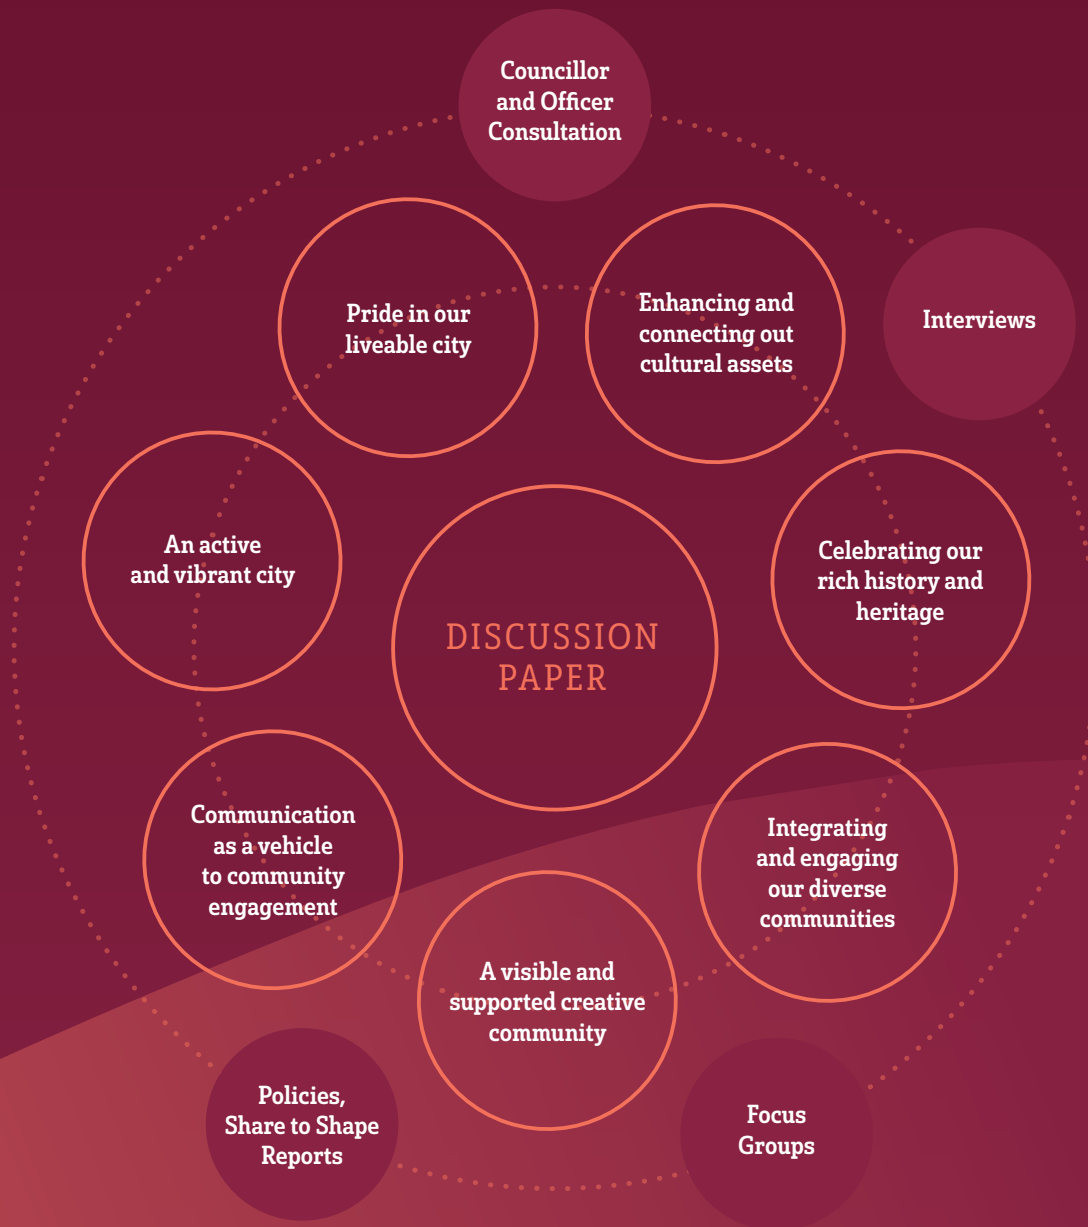 Councillor
and Officer
Consultation
Pride in our
liveable city
Enhancing and
connecting out
cultural assets
Interviews
An active
and vibrant city
Celebrating our
rich history and
heritage
DISCUSSION
PAPER
Communication
as a vehicle
to community
engagement
Integrating
and engaging
our diverse
communities
A visible and
supported creative
community
Policies,
Share to Shape
Reports
Focus
Groups